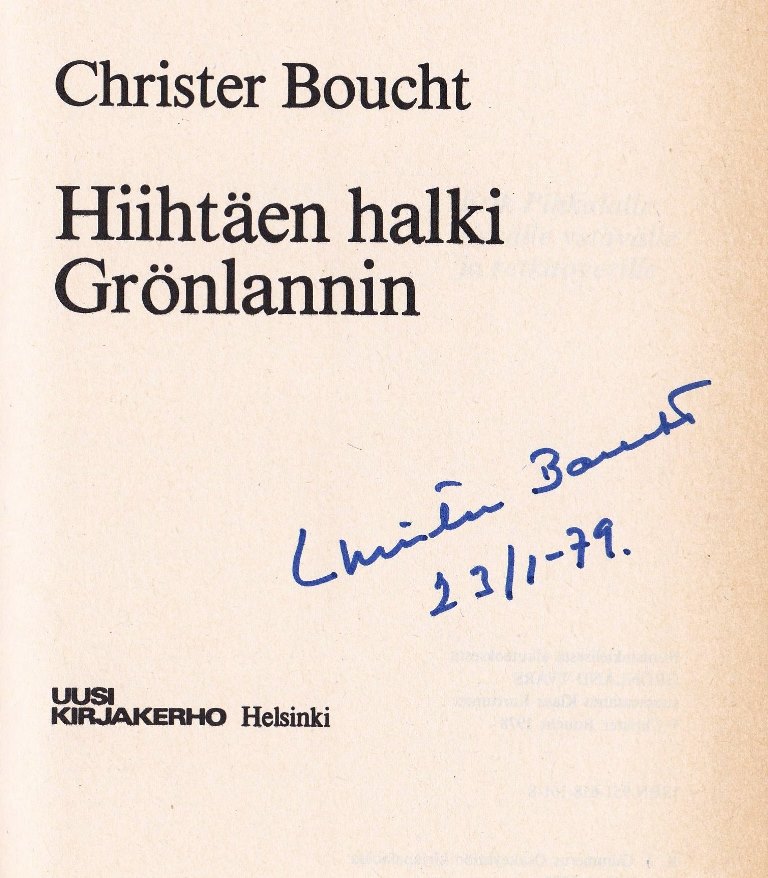 Christer Boucht
Hiihtäen halki
Grönlannin
Christer Boucht
23/1-79.
UUSI
KIRJAKERHO Helsinki